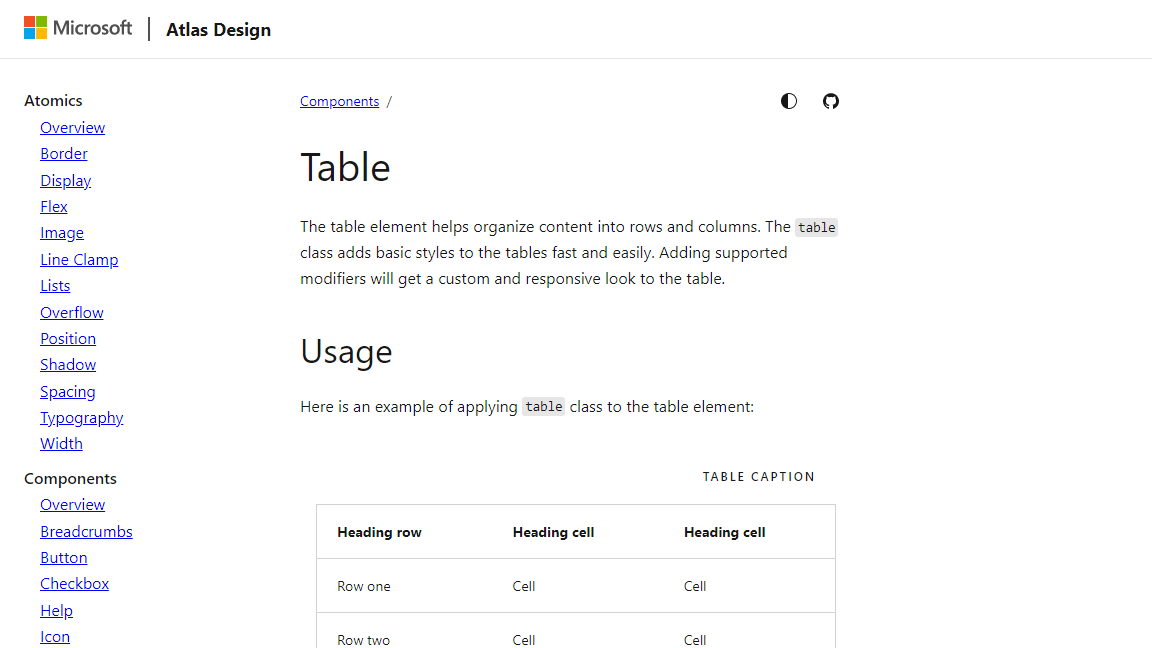 Microsoft | Atlas Design
Atomics
Overview
Border
Display
Flex
Image
Line Clamp
Lists
Overflow
Position
Shadow
Spacing
Typography
Width
Components
Overview
Breadcrumbs
Button
Checkbox
Help
Icon
Components /
Table
The table element helps organize content into rows and columns. The table
class adds basic styles to the tables fast and easily. Adding supported
modifiers will get a custom and responsive look to the table.
Usage
Here is an example of applying table class to the table element:
TABLE CAPTION
Heading row Heading cell Heading cell
Row one Cell Cell
Row two Cell Cell